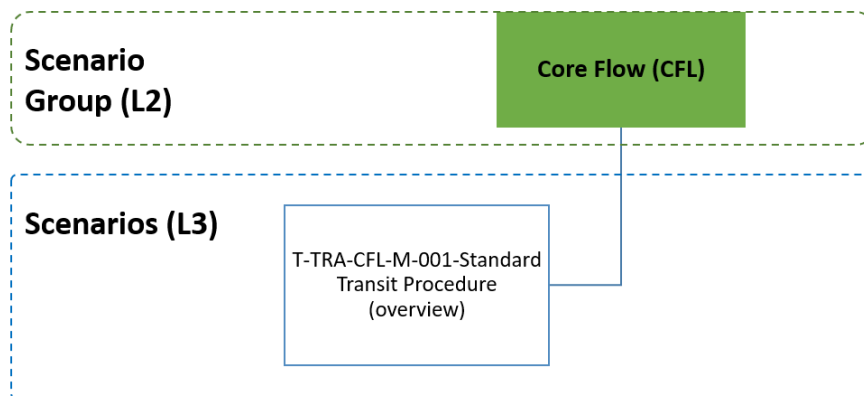 Scenario
Group (L2)
Core Flow (CFL)
Scenarios (L3)
T-TRA-CFL-M-001-Standard
Transit Procedure
(overview)